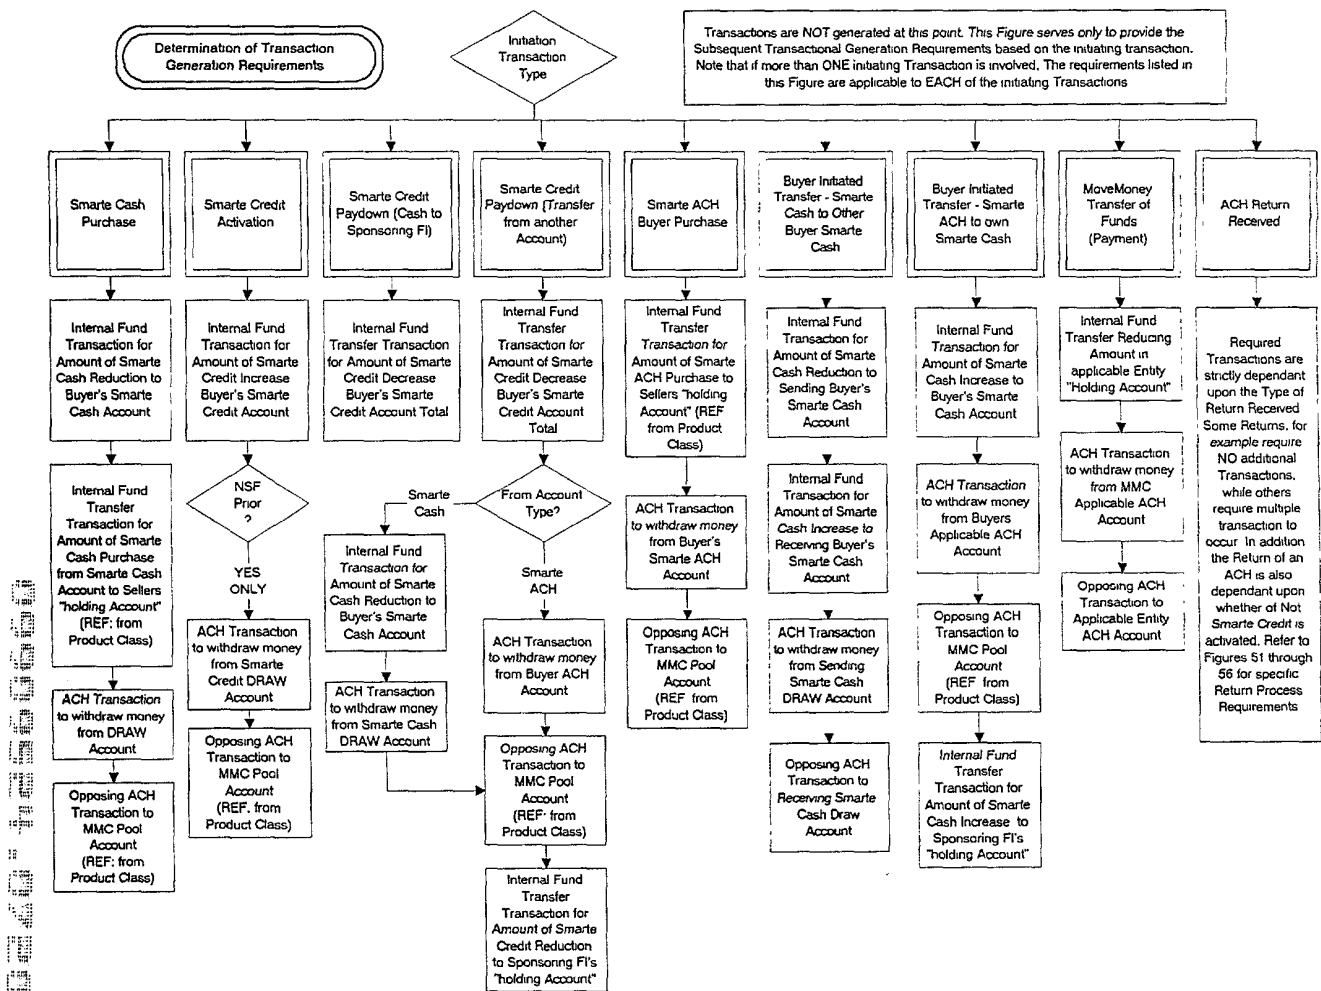 Determination of Transaction
Generation Requirements
Initiation
Transaction
Type
Transactions are NOT generated at this point. This Figure serves only to provide the
Subsequent Transactional Generation Requirements based on the initiating transaction.
Note that if more than ONE initiating Transaction is involved, The requirements listed in
this Figure are applicable to EACH of the initiating Transactions
Smarte Cash
Purchase
Smarte Credit
Activation
Smarte Credit
Paydown (Cash to
Sponsoring FI)
Smarte Credit
Paydown (Transfer
from another
Account)
Smarte ACH
Buyer Purchase
Buyer Initiated
Transfer - Smarte
Cash to Other
Buyer Smarte
Cash
Buyer Initiated
Transfer - Smarte
ACH to own
Smarte Cash
MoveMoney
Transfer of
Funds
(Payment)
ACH Return
Received
Internal Fund
Transaction for
Amount of Smarte
Cash Reduction to
Buyer's Smarte
Cash Account
Internal Fund
Transfer
Transaction for
Amount of Smarte
Cash Purchase
from Smarte Cash
Account to Sellers
"holding Account"
(REF: from
Product Class)
ACH Transaction
to withdraw money
from DRAW
Account
Opposing ACH
Transaction to
MMC Pool
Account
(REF: from
Product Class)
Internal Fund
Transaction for
Amount of Smarte
Credit Increase
Buyer's Smarte
Credit Account
NSF
Prior
?
YES
ONLY
ACH Transaction
to withdraw money
from Smarte
Credit DRAW
Account
Opposing ACH
Transaction to
MMC Pool
Account
(REF. from
Product Class)
Internal Fund
Transfer Transaction
for Amount of Smarte
Credit Decrease
Buyer's Smarte
Credit Account Total
Internal Fund
Transfer
Transaction for
Amount of Smarte
Credit Decrease
Buyer's Smarte
Credit Account
Total
From Account
Type?
Smarte
Cash
Internal Fund
Transaction for
Amount of Smarte
Cash Reduction to
Buyer's Smarte
Cash Account
ACH Transaction
to withdraw money
from Smarte Cash
DRAW Account
Smarte
ACH
ACH Transaction
to withdraw money
from Buyer ACH
Account
Opposing ACH
Transaction to
MMC Pool
Account
(REF: from
Product Class)
Internal Fund
Transfer
Transaction for
Amount of Smarte
Credit Reduction
to Sponsoring FI's
"holding Account"
Internal Fund
Transfer
Transaction for
Amount of Smarte
ACH Purchase to
Sellers "holding
Account" (REF
from Product
Class)
ACH Transaction
to withdraw money
from Buyer's
Smarte ACH
Account
Opposing ACH
Transaction to
MMC Pool
Account
(REF from
Product Class)
Internal Fund
Transaction for
Amount of Smarte
Cash Reduction to
Sending Buyer's
Smarte Cash
Account
Internal Fund
Transaction for
Amount of Smarte
Cash Increase to
Receiving Buyer's
Smarte Cash
Account
ACH Transaction
to withdraw money
from Sending
Smarte Cash
DRAW Account
Opposing ACH
Transaction to
Receiving Smarte
Cash Draw
Account
Internal Fund
Transaction for
Amount of Smarte
Cash Increase to
Buyer's Smarte
Cash Account
ACH Transaction
to withdraw money
from Buyers
Applicable ACH
Account
Opposing ACH
Transaction to
MMC Pool
Account
(REF from
Product Class)
Internal Fund
Transfer
Transaction for
Amount of Smarte
Cash Increase to
Sponsoring FI's
"holding Account"
Internal Fund
Transfer Reducing
Amount in
applicable Entity
"Holding Account"
ACH Transaction
to withdraw money
from MMC
Applicable ACH
Account
Opposing ACH
Transaction to
Applicable Entity
ACH Account
Required
Transactions are
strictly dependant
upon the Type of
Return Received
Some Returns, for
example require
NO additional
Transactions,
while others
require multiple
transaction to
occur In addition
the Return of an
ACH is also
dependant upon
whether of Not
Smarte Credit is
activated. Refer to
Figures 51 through
56 for specific
Return Process
Requirements